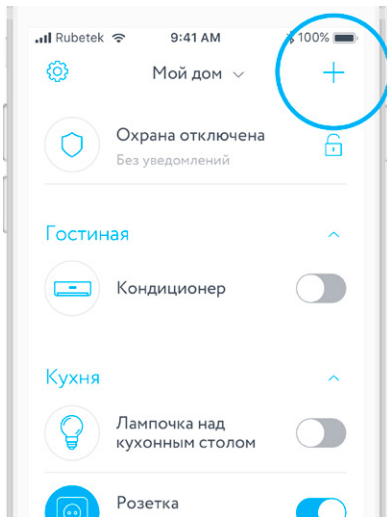 Rubetek 9:41 AM 100%
Мой дом
Охрана отключена
Без уведомлений
Гостиная
Кондиционер
Кухня
Лампочка над
кухонным столом
Розетка